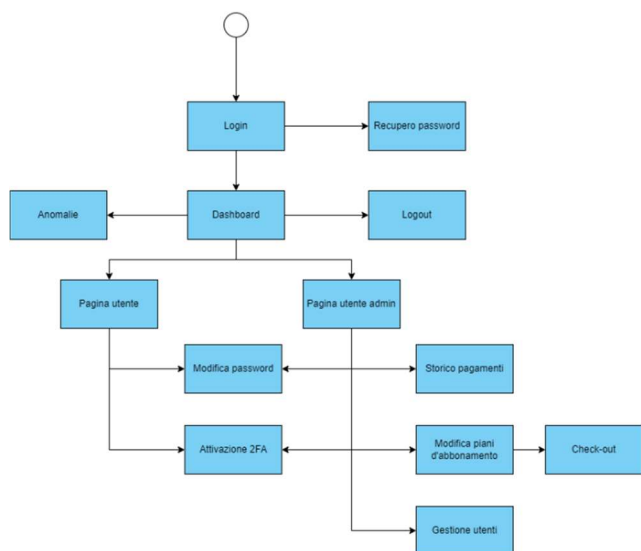 Login
Recupero password
Anomalie
Dashboard
Logout
Pagina utente
Pagina utente admin
Modifica password
Storico pagamenti
Attivazione 2FA
Modifica piani
d'abbonamento
Check-out
Gestione utenti